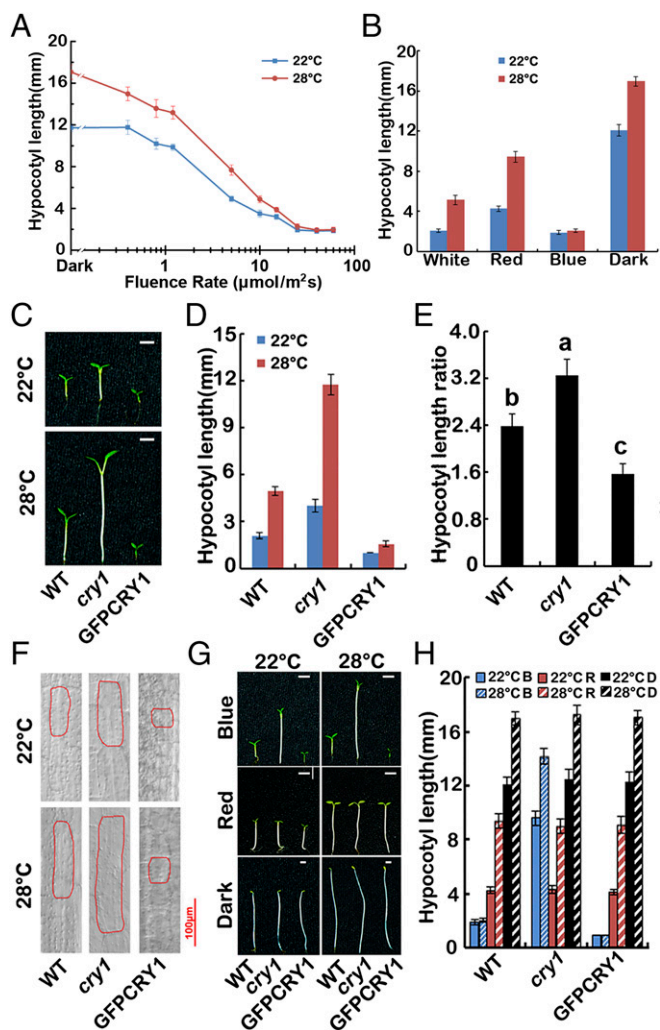 A
Hypocotyl length(mm)
20
16
12
8
4
0
22°C
28°C
Dark
1
10
100
Fluence Rate (µmol/m²s)
B
Hypocotyl length(mm)
20
16
12
8
4
0
22°C
28°C
White Red Blue Dark
C
22°C
28°C
WT
cry1
GFPCRY1
D
Hypocotyl length(mm)
15
12
9
6
3
0
22°C
28°C
WT
cry1
GFPCRY1
E
Hypocotyl length ratio
4.0
3.2
2.4
1.6
0.8
0
b
a
c
WT
cry1
GFPCRY1
F
22°C
28°C
100µm
WT
cry1
GFPCRY1
G
22°C 28°C
Blue
Red
Dark
WT
cry1
GFPCRY1
WT
cry1
GFPCRY1
H
22°C B 22°C R 22°C D
28°C B 28°C R 28°C D
Hypocotyl length(mm)
20
16
12
8
4
0
WT
cry1
GFPCRY1